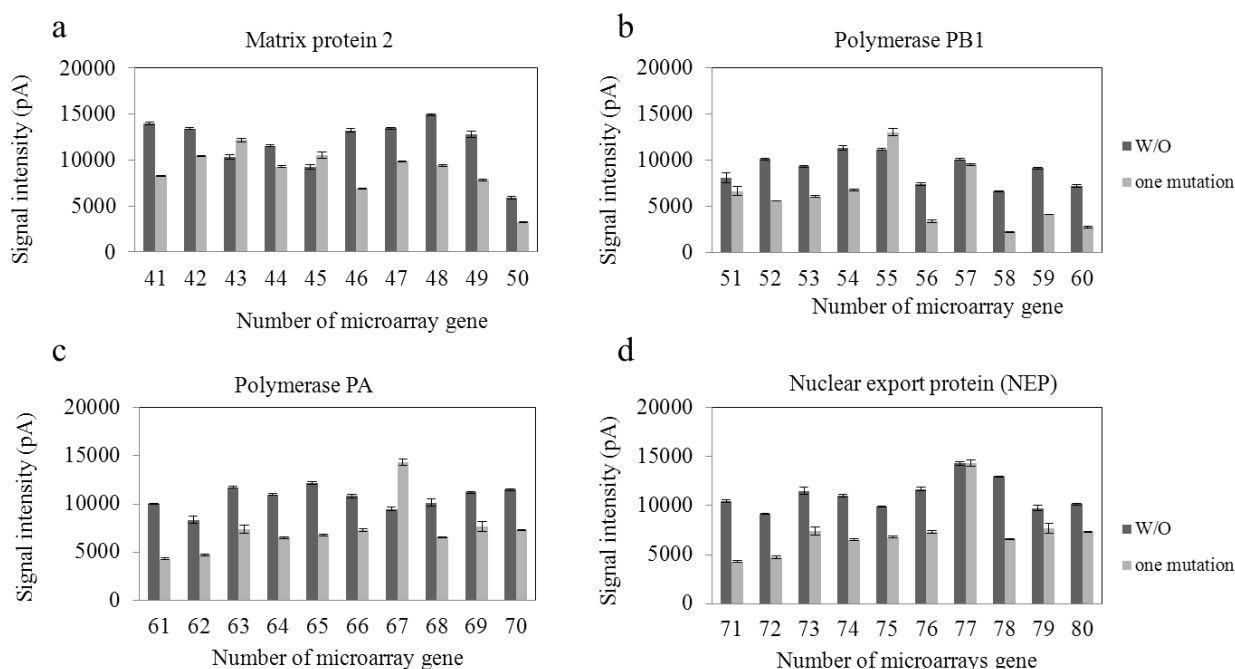 a
Matrix protein 2
Signal intensity (pA)
20000
15000
10000
5000
0
41 42 43 44 45 46 47 48 49 50
Number of microarray gene
b
Polymerase PB1
Signal intensity (pA)
20000
15000
10000
5000
0
51 52 53 54 55 56 57 58 59 60
Number of microarray gene
W/O
one mutation
c
Polymerase PA
Signal intensity (pA)
20000
15000
10000
5000
0
61 62 63 64 65 66 67 68 69 70
Number of microarray gene
d
Nuclear export protein (NEP)
Signal intensity (pA)
20000
15000
10000
5000
0
71 72 73 74 75 76 77 78 79 80
Number of microarrays gene
W/O
one mutation